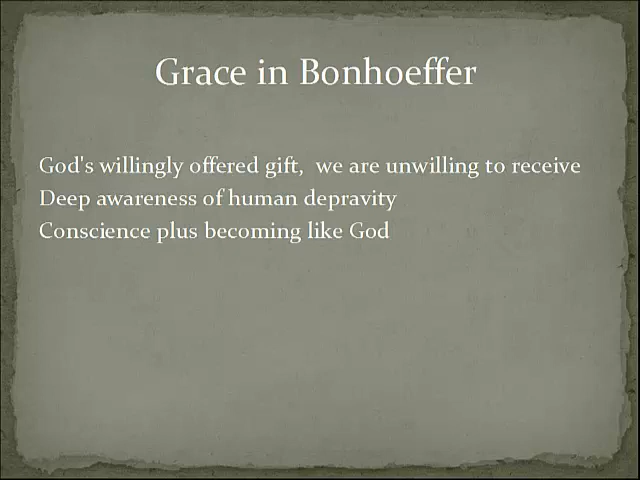 Grace in Bonhoeffer
God's willingly offered gift,  we are unwilling to receive
Deep awareness of human depravity
Conscience plus becoming like God